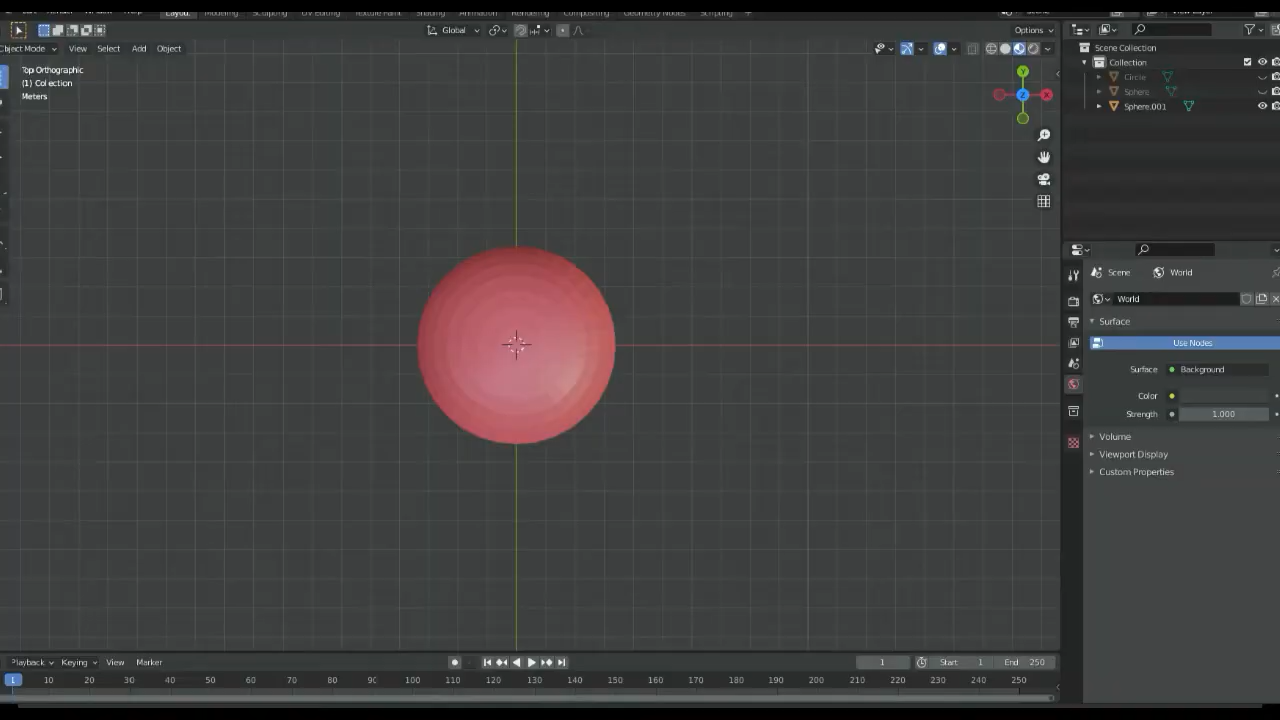 Layout Modeling Sculpting UV Editing Texture Paint Shading Animation Rendering Compositing Geometry Nodes Scripting
Scene
View Layer
Global
Options
Object Mode View Select Add Object
Top Orthographic
(1) Collection
Meters
Y
X
Z
Scene Collection
Collection
Circle
Sphere
Sphere.001
Scene World
World
Surface
Use Nodes
Surface Background
Color
Strength 1.000
Volume
Viewport Display
Custom Properties
Playback Keying View Marker
1 Start 1 End 250
1 10 20 30 40 50 60 70 80 90 100 110 120 130 140 150 160 170 180 190 200 210 220 230 240 250